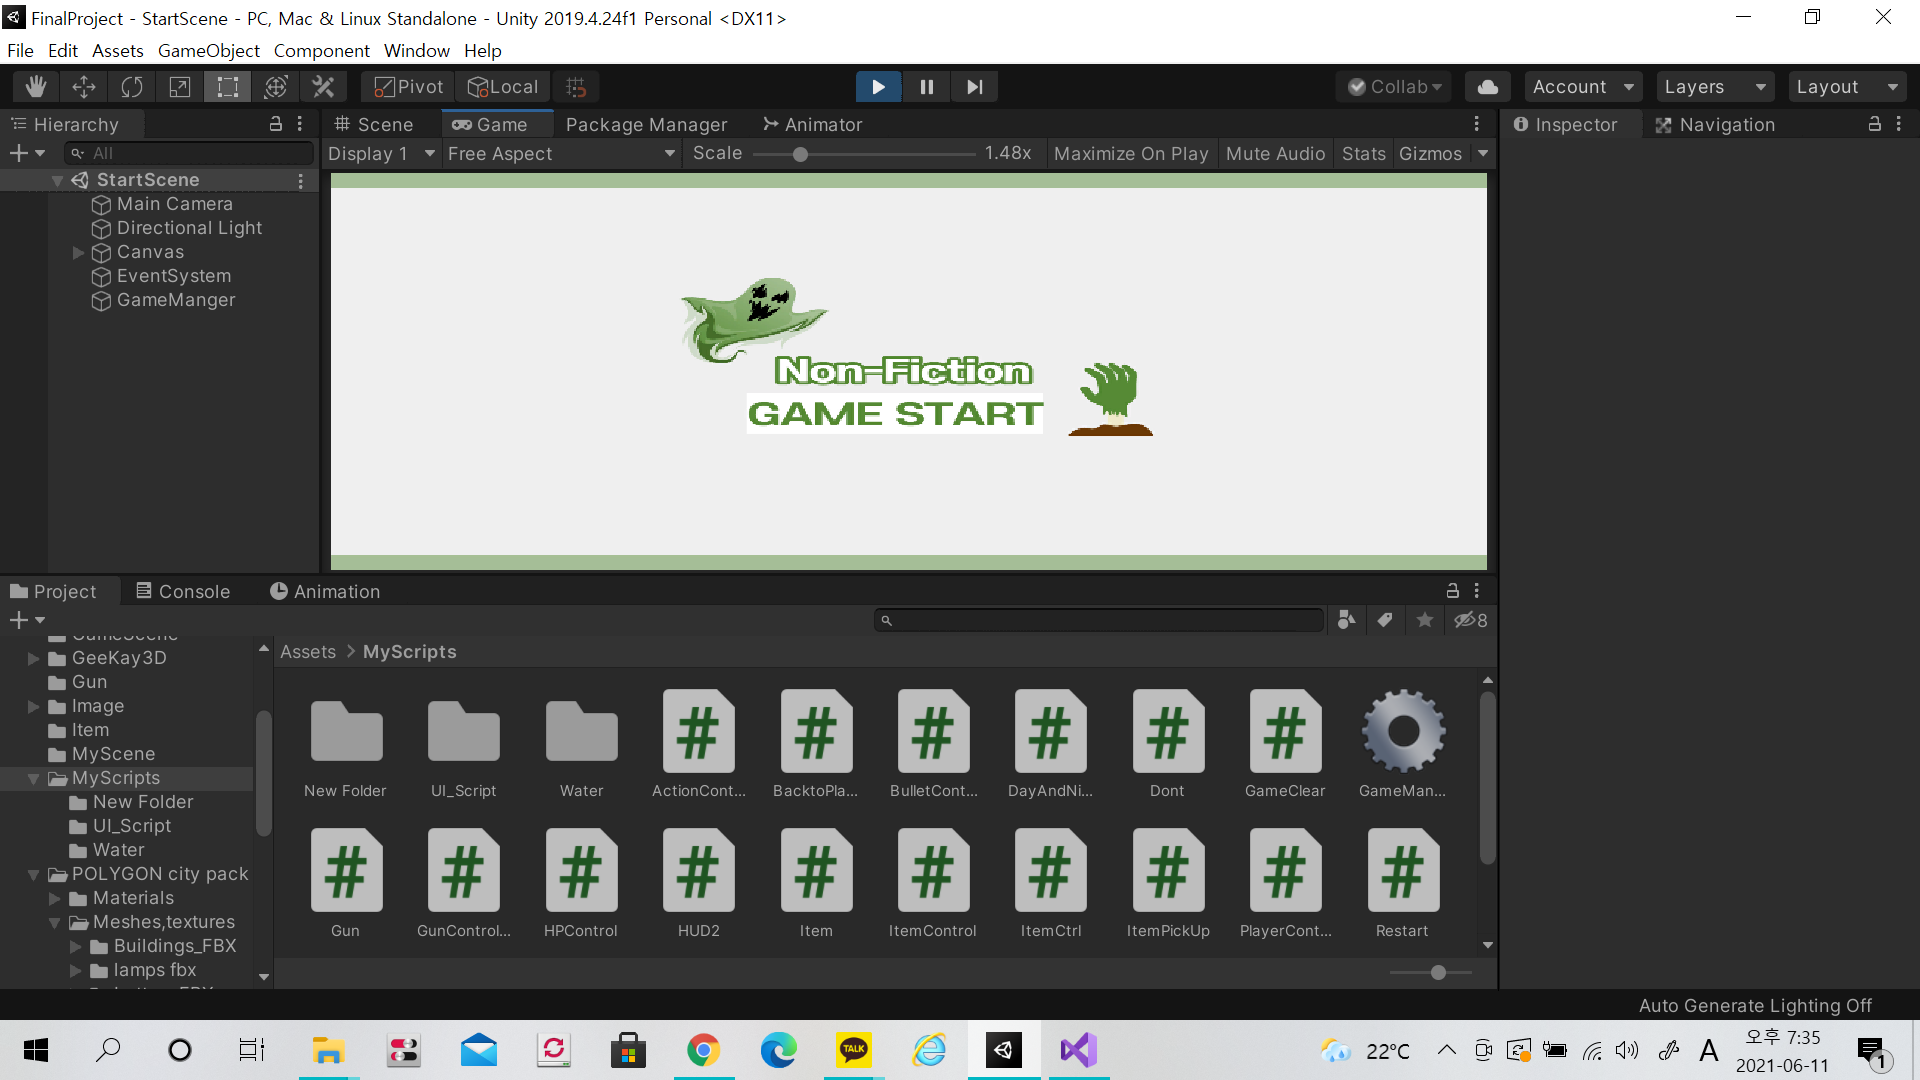 FinalProject - StartScene - PC, Mac & Linux Standalone - Unity 2019.4.24f1 Personal <DX11>
File Edit Assets GameObject Component Window Help
Pivot Local Collab Account Layers Layout
Hierarchy Scene Game Package Manager Animator Inspector Navigation
All Display 1 Free Aspect Scale 1.48x Maximize On Play Mute Audio Stats Gizmos
StartScene
Main Camera
Directional Light
Canvas
EventSystem
GameManger
Non-Fiction
GAME START
Project Console Animation
8
GameScene
GeeKay3D
Gun
Image
Item
MyScene
MyScripts
New Folder
UI_Script
Water
POLYGON city pack
Materials
Meshes,textures
Buildings_FBX
lamps fbx
Assets > MyScripts
New Folder UI_Script Water ActionCont... BacktoPla... BulletCont... DayAndNi... Dont GameClear GameMan...
Gun GunControl... HPControl HUD2 Item ItemControl ItemCtrl ItemPickUp PlayerCont... Restart
Auto Generate Lighting Off
TALK
22°C
A
오후 7:35
2021-06-11
1